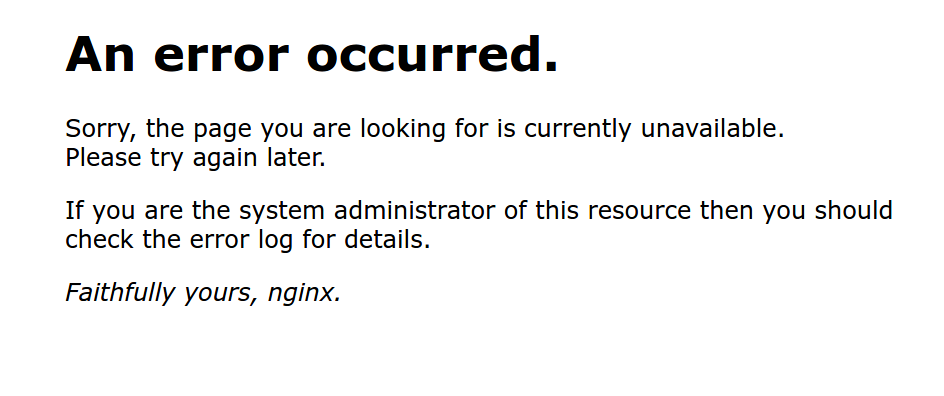 An error occurred.
Sorry, the page you are looking for is currently unavailable.
Please try again later.
If you are the system administrator of this resource then you should
check the error log for details.
Faithfully yours, nginx.